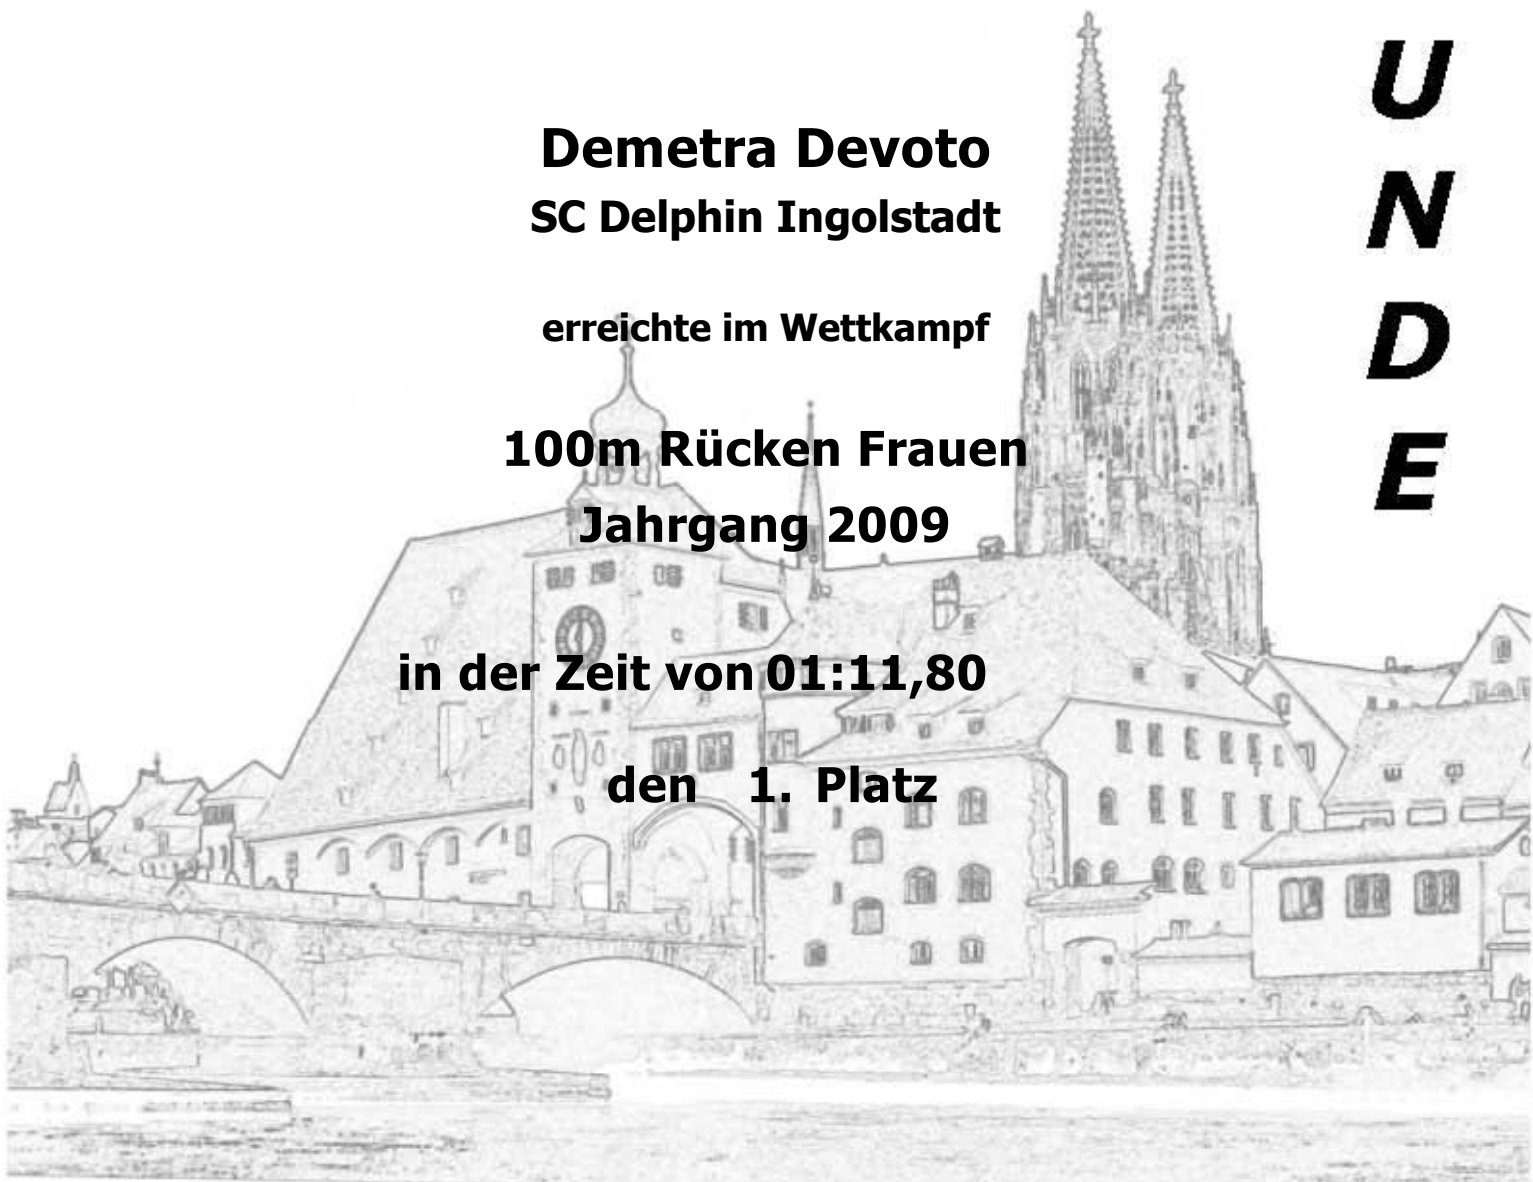 Demetra Devoto
SC Delphin Ingolstadt
erreichte im Wettkampf
100m Rücken Frauen
Jahrgang 2009
in der Zeit von 01:11,80
den 1. Platz
U
N
D
E